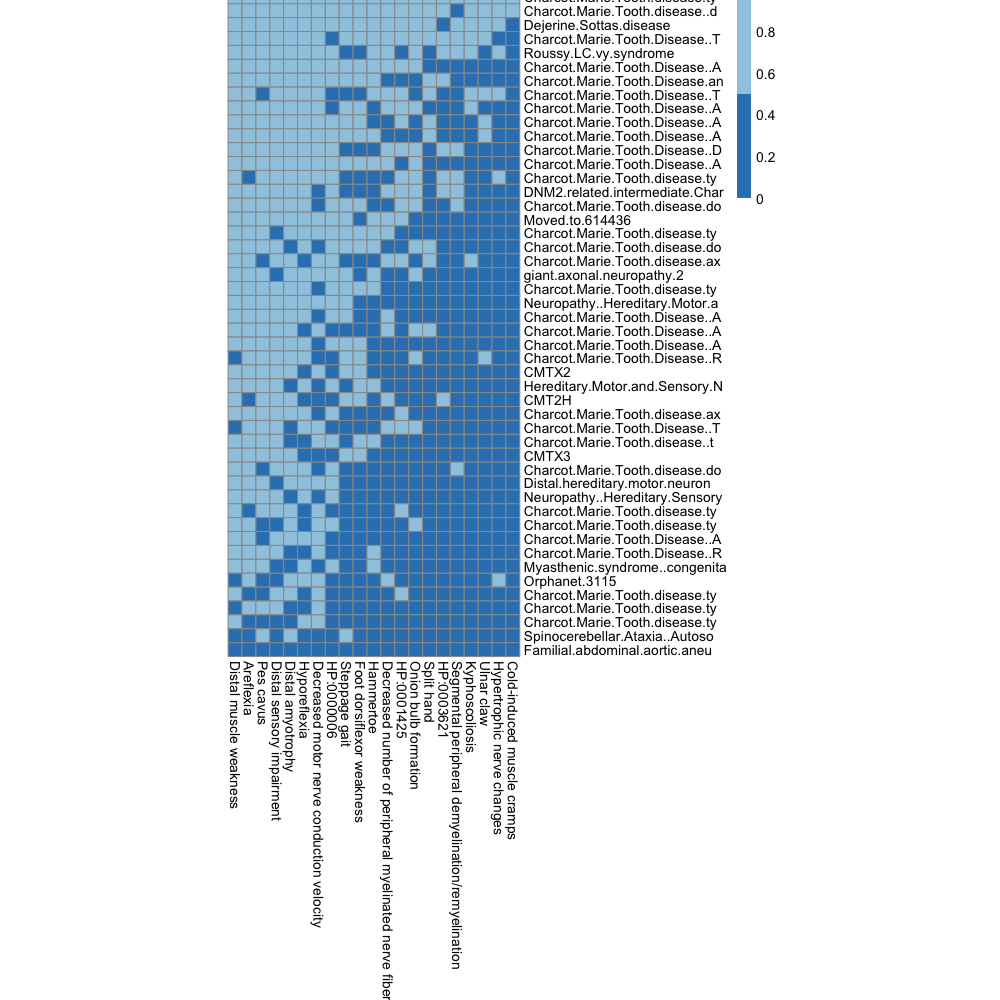 Charcot.Marie.Tooth.disease..ty
Charcot.Marie.Tooth.disease..d
Dejerine.Sottas.disease
Charcot.Marie.Tooth.Disease..T
Roussy.LC.vy.syndrome
Charcot.Marie.Tooth.Disease..A
Charcot.Marie.Tooth.Disease.an
Charcot.Marie.Tooth.Disease..T
Charcot.Marie.Tooth.Disease..A
Charcot.Marie.Tooth.Disease..A
Charcot.Marie.Tooth.Disease..A
Charcot.Marie.Tooth.Disease..D
Charcot.Marie.Tooth.Disease..A
Charcot.Marie.Tooth.disease.ty
DNM2.related.intermediate.Char
Charcot.Marie.Tooth.disease.do
Moved.to.614436
Charcot.Marie.Tooth.disease.ty
Charcot.Marie.Tooth.disease.do
Charcot.Marie.Tooth.disease.ax
giant.axonal.neuropathy.2
Charcot.Marie.Tooth.disease.ty
Neuropathy..Hereditary.Motor.a
Charcot.Marie.Tooth.Disease..A
Charcot.Marie.Tooth.Disease..A
Charcot.Marie.Tooth.Disease..A
Charcot.Marie.Tooth.Disease..R
CMTX2
Hereditary.Motor.and.Sensory.N
CMT2H
Charcot.Marie.Tooth.disease.ax
Charcot.Marie.Tooth.Disease..T
Charcot.Marie.Tooth.disease..t
CMTX3
Charcot.Marie.Tooth.disease.do
Distal.hereditary.motor.neuron
Neuropathy..Hereditary.Sensory
Charcot.Marie.Tooth.disease.ty
Charcot.Marie.Tooth.disease.ty
Charcot.Marie.Tooth.Disease..A
Charcot.Marie.Tooth.Disease..R
Myasthenic.syndrome..congenita
Orphanet.3115
Charcot.Marie.Tooth.disease.ty
Charcot.Marie.Tooth.disease.ty
Charcot.Marie.Tooth.disease.ty
Spinocerebellar.Ataxia..Autoso
Familial.abdominal.aortic.aneu
0.8
0.6
0.4
0.2
0
Distal muscle weakness
Areflexia
Pes cavus
Distal sensory impairment
Distal amyotrophy
Hyporeflexia
Decreased motor nerve conduction velocity
HP:0000006
Steppage gait
Foot dorsiflexor weakness
Hammertoe
Decreased number of peripheral myelinated nerve fiber
HP:0001425
Onion bulb formation
Split hand
HP:0003621
Segmental peripheral demyelination/remyelination
Kyphoscoliosis
Ulnar claw
Hypertrophic nerve changes
Cold-induced muscle cramps